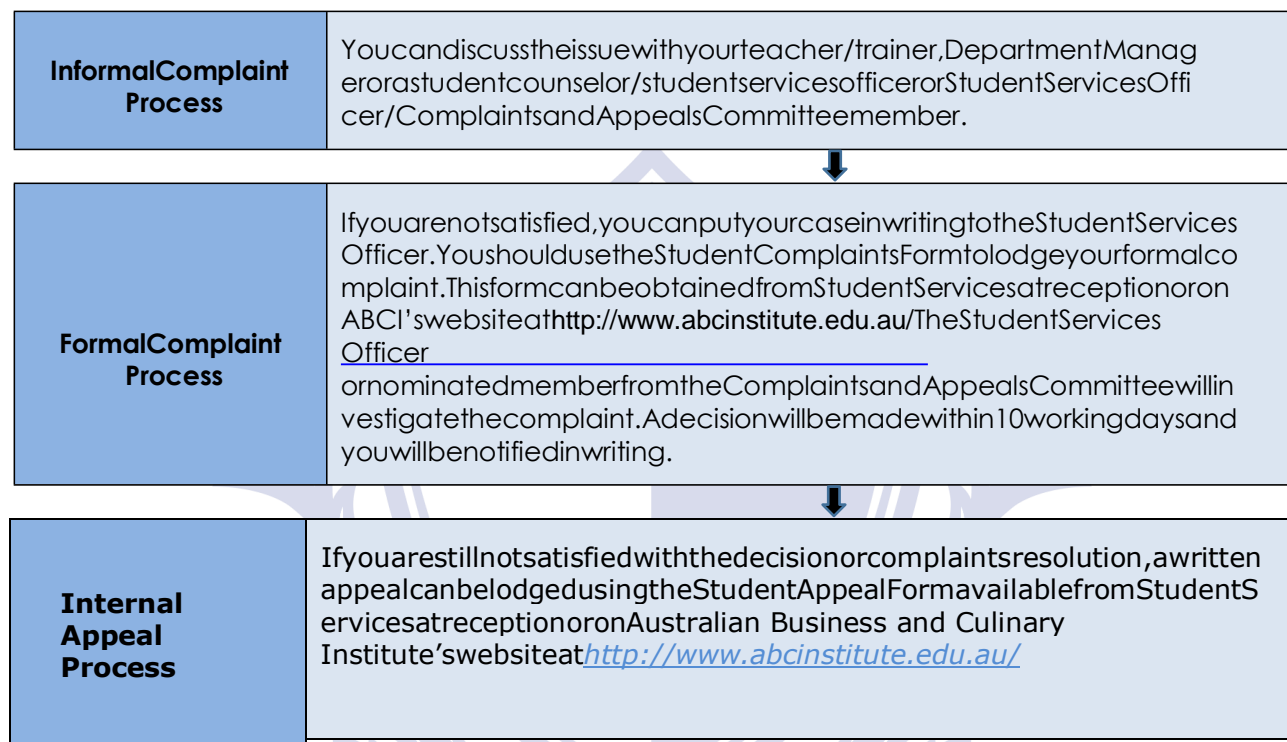 InformalComplaint
Process
Youcandiscusstheissuewithyourteacher/trainer,DepartmentManag
erorastudentcounselor/studentservicesofficerorStudentServicesOffi
cer/ComplaintsandAppealsCommitteemember.
FormalComplaint
Process
Ifyouarenotsatisfied,youcanputyourcaseinwritingtotheStudentServices
Officer.YoushouldusetheStudentComplaintsFormtolodgeyourformalco
mplaint.ThisformcanbeobtainedfromStudentServicesatreceptionoron
ABCI’swebsiteathttp://www.abcinstitute.edu.au/TheStudentServices
Officer
ornominatedmemberfromtheComplaintsandAppealsCommitteewillin
vestigatethecomplaint.Adecisionwillbemadewithin10workingdaysand
youwillbenotifiedinwriting.
Internal
Appeal
Process
Ifyouarestillnotsatisfiedwiththedecisionorcomplaintsresolution,awritten
appealcanbelodgedusingtheStudentAppealFormavailablefromStudentS
ervicesatreceptionoronAustralian Business and Culinary
Institute’swebsiteathttp://www.abcinstitute.edu.au/